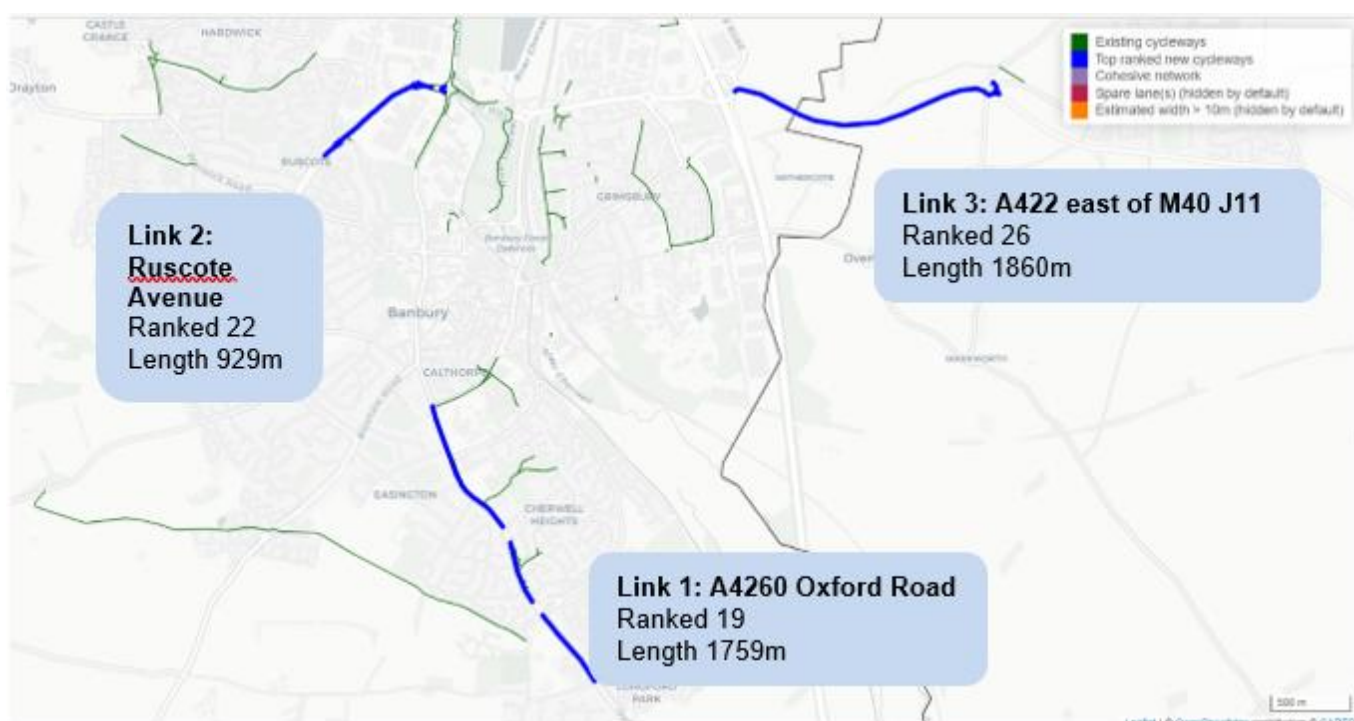 CASTLE
GRANGE
HARDWICK
Drayton
RUSCOTE
GRIMSBURY
Banbury
CALTHORPE
EASINGTON
CHERWELL
HEIGHTS
WARKWORTH
PARK
Existing cycleways
Top ranked new cycleways
Cohesive network
Spare lane(s) (hidden by default)
Estimated width > 10m (hidden by default)
Link 2:
Ruscote
Avenue
Ranked 22
Length 929m
Link 3: A422 east of M40 J11
Ranked 26
Length 1860m
Link 1: A4260 Oxford Road
Ranked 19
Length 1759m
500 m